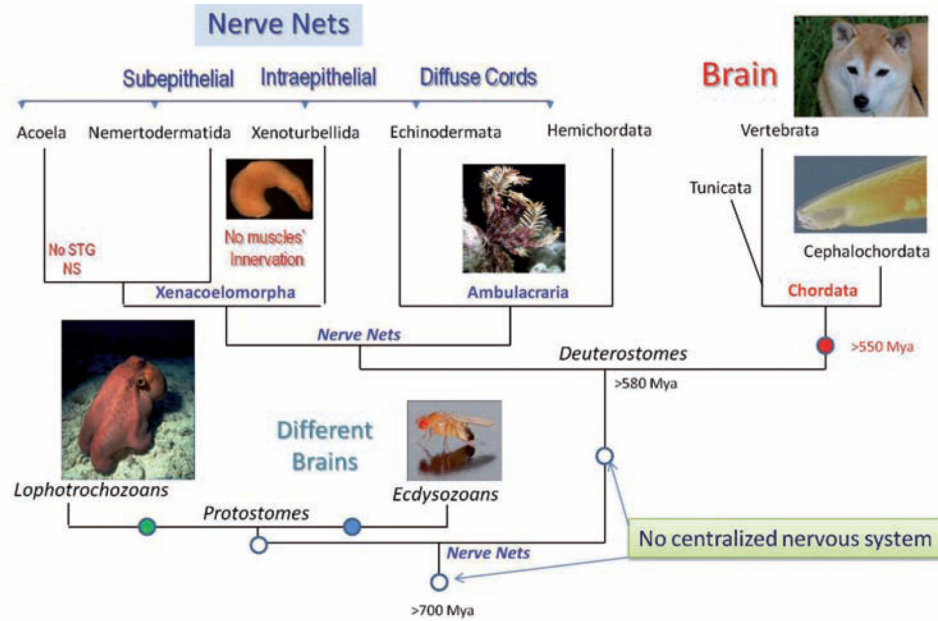 Nerve Nets
Subepithelial Intraepithelial Diffuse Cords
Brain
Acoela Nemertodermatida Xenoturbellida Echinodermata Hemichordata Vertebrata
Tunicata
No STG
NS
No muscles'
Innervation
Cephalochordata
Xenacoelomorpha
Ambulacraria
Chordata
Nerve Nets
Deuterostomes
>550 Mya
>580 Mya
Different
Brains
Lophotrochozoans
Ecdysozoans
Protostomes
No centralized nervous system
Nerve Nets
>700 Mya